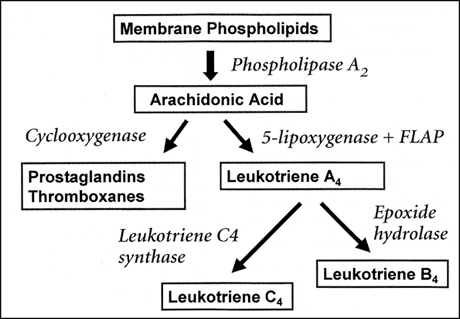 Membrane Phospholipids
Phospholipase A₂
Arachidonic Acid
Cyclooxygenase
5-lipoxygenase + FLAP
Prostaglandins
Thromboxanes
Leukotriene A₄
Leukotriene C4
synthase
Epoxide
hydrolase
Leukotriene C₄
Leukotriene B₄